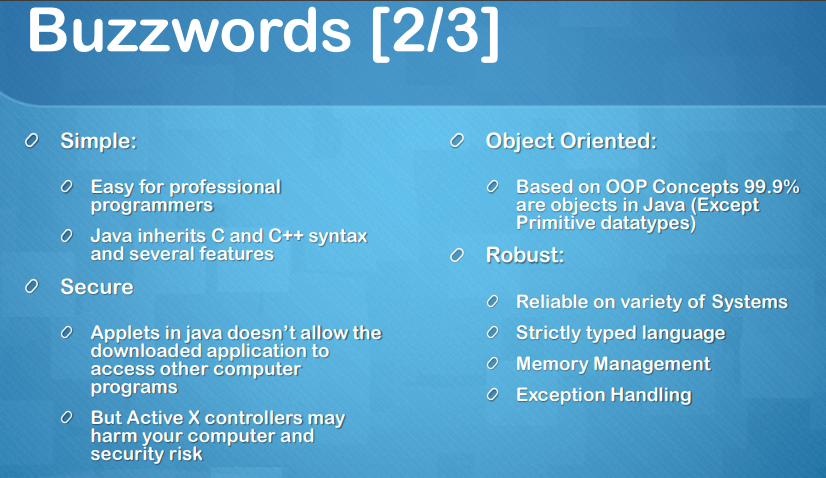 Buzzwords [2/3]
Simple:
Easy for professional
programmers
Java inherits C and C++ syntax
and several features
Secure
Applets in java doesn't allow the
downloaded application to
access other computer
programs
But Active X controllers may
harm your computer and
security risk
Object Oriented:
Based on OOP Concepts 99.9%
are objects in Java (Except
Primitive datatypes)
Robust:
Reliable on variety of Systems
Strictly typed language
Memory Management
Exception Handling